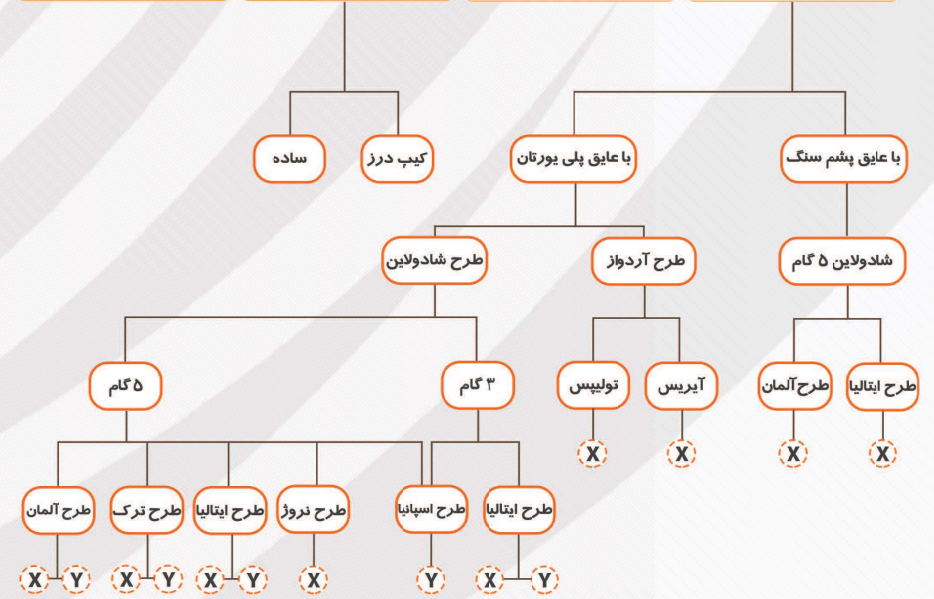 با عایق پشم سنگ
با عایق پلی یورتان
کیپ درز
ساده
شادولاین ۵ گام
طرح آردواز
طرح شادولاین
طرح ایتالیا
طرح آلمان
آیریس
تولیپس
۳ گام
۵ گام
X
X
X
X
طرح ایتالیا
طرح اسپانیا
طرح نروژ
طرح ایتالیا
طرح ترک
طرح آلمان
Y
X
Y
X
Y
X
Y
X
Y
X